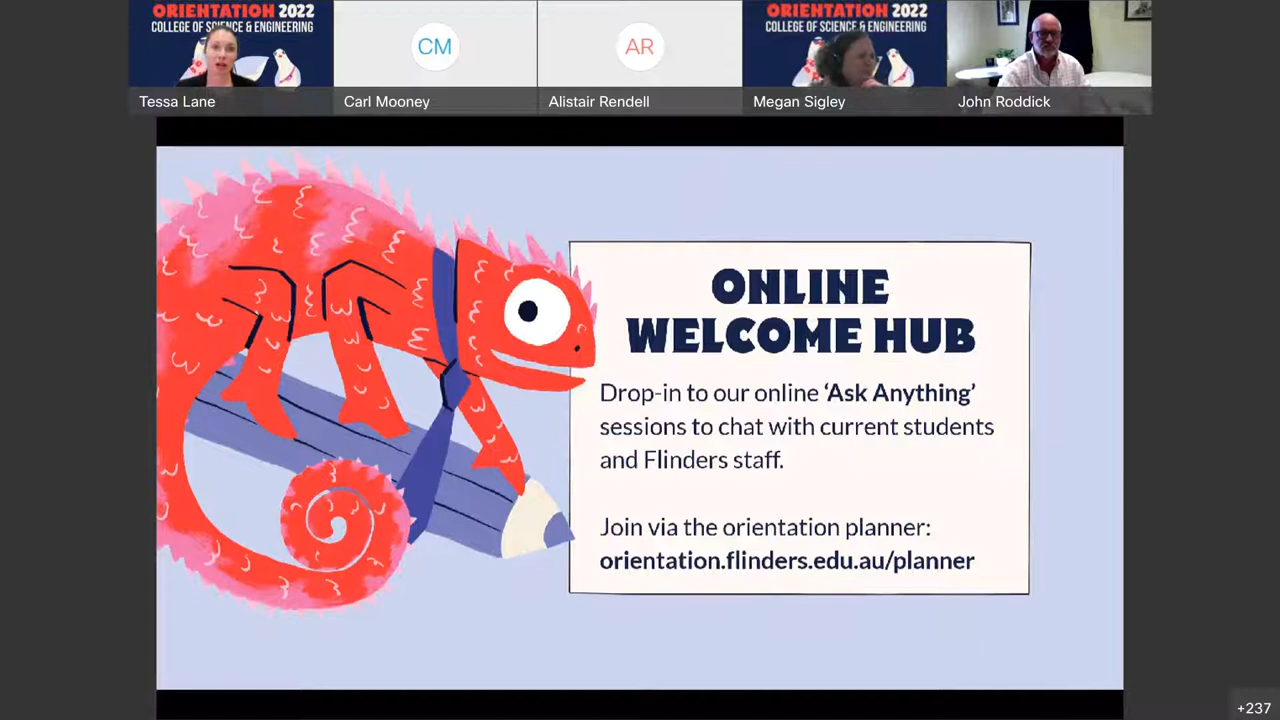 ORIENTATION 2022
COLLEGE OF SCIENCE & ENGINEERING
Tessa Lane
CM
Carl Mooney
AR
Alistair Rendell
ORIENTATION 2022
COLLEGE OF SCIENCE & ENGINEERING
Megan Sigley
John Roddick
ONLINE
WELCOME HUB
Drop-in to our online ‘Ask Anything’
sessions to chat with current students
and Flinders staff.
Join via the orientation planner:
orientation.flinders.edu.au/planner
+237